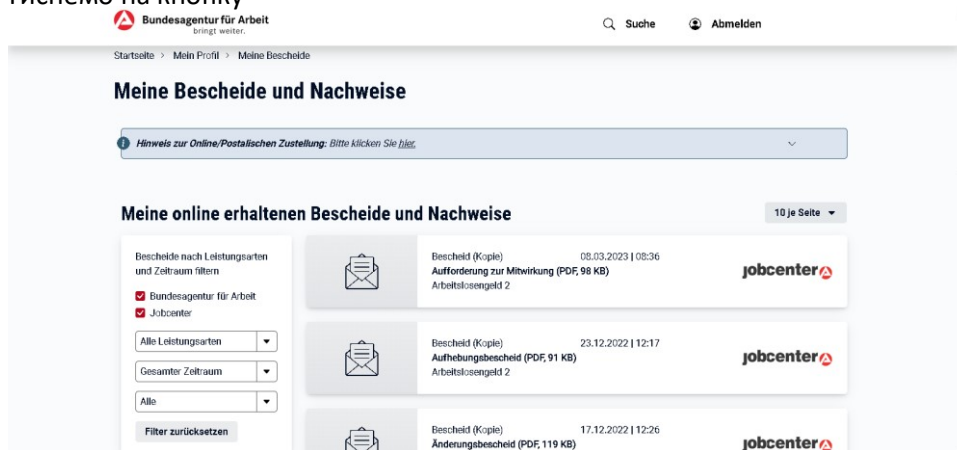 тиснемо на кнопку
Bundesagentur für Arbeit
bringt weiter.
Suche
Abmelden
Startseite > Mein Profil > Meine Bescheide
Meine Bescheide und Nachweise
Hinweis zur Online/Postalischen Zustellung: Bitte klicken Sie hier.
Meine online erhaltenen Bescheide und Nachweise
10 je Seite
Bescheide nach Leistungsarten
und Zeitraum filtern
Bundesagentur für Arbeit
Jobcenter
Alle Leistungsarten
Gesamter Zeitraum
Alle
Filter zurücksetzen
Bescheid (Kopie) 08.03.2023 | 08:36
Aufforderung zur Mitwirkung (PDF, 98 KB)
Arbeitslosengeld 2
jobcenter
Bescheid (Kopie) 23.12.2022 | 12:17
Aufhebungsbescheid (PDF, 91 KB)
Arbeitslosengeld 2
jobcenter
Bescheid (Kopie) 17.12.2022 | 12:26
Änderungsbescheid (PDF, 119 KB)
jobcenter